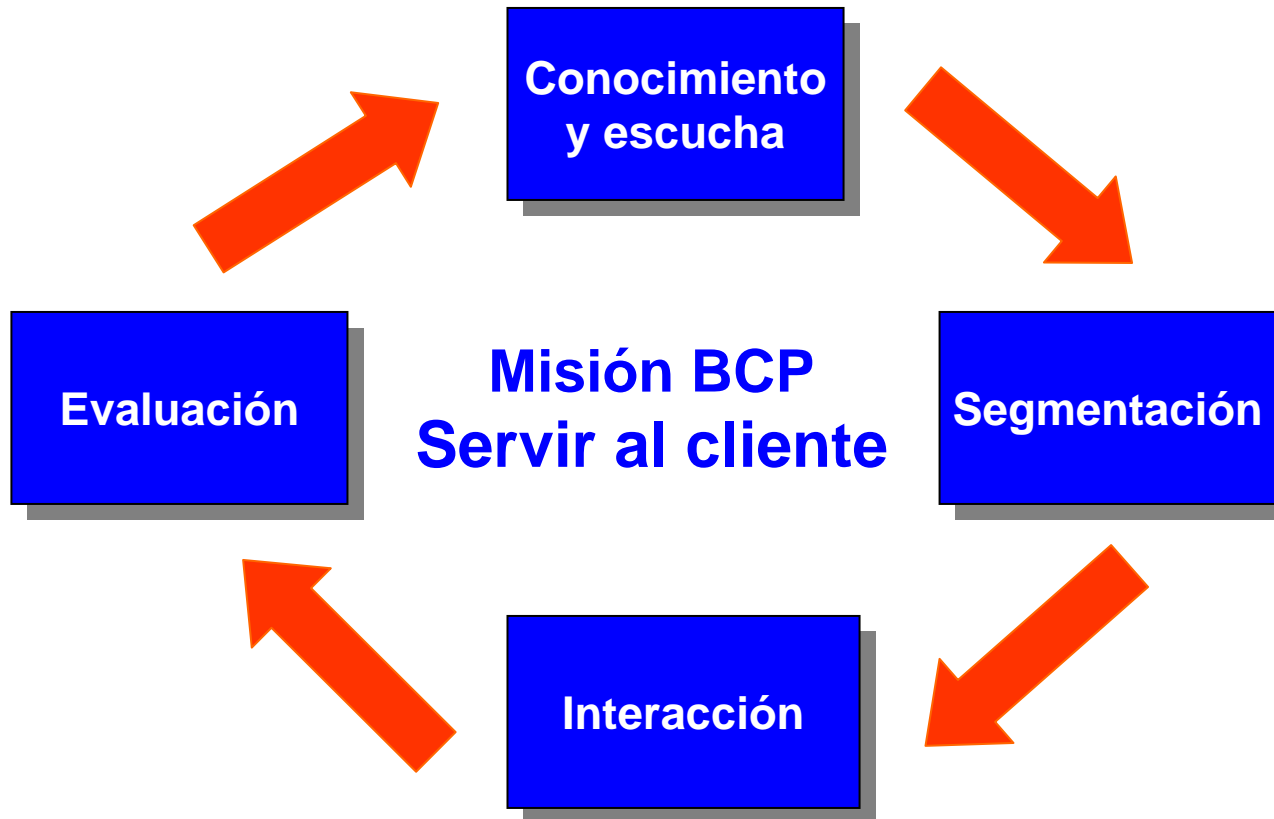 Conocimiento
y escucha
Misión BCP
Servir al cliente
Evaluación
Segmentación
Interacción